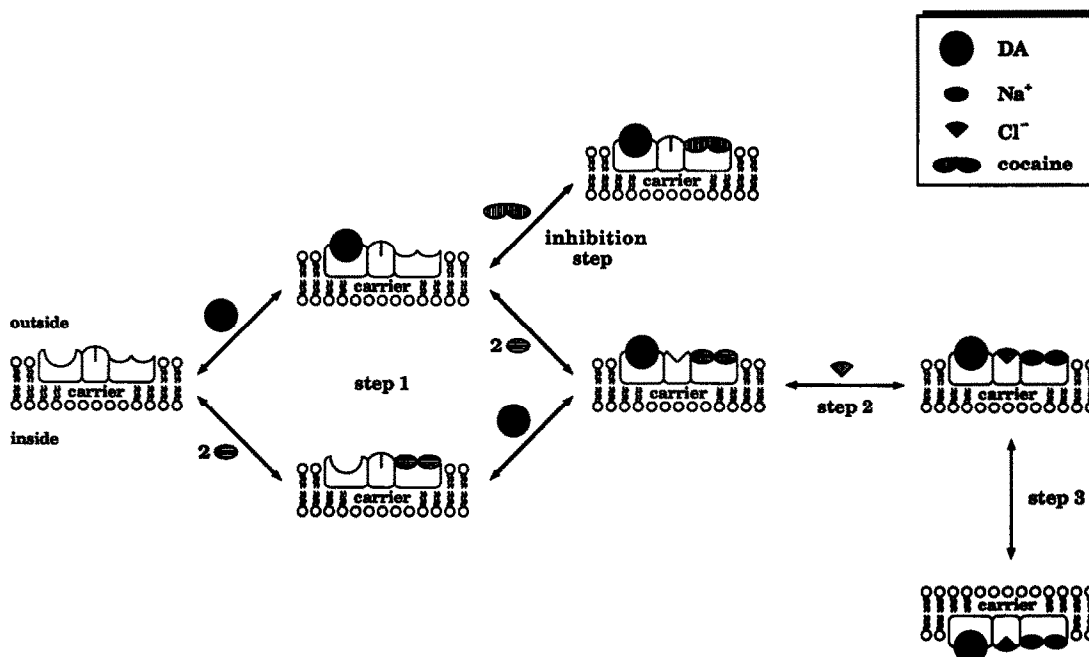 DA
Na⁺
Cl⁻
cocaine
carrier
inhibition
step
carrier
outside
2
carrier
step 1
carrier
step 2
carrier
inside
2
carrier
step 3
carrier